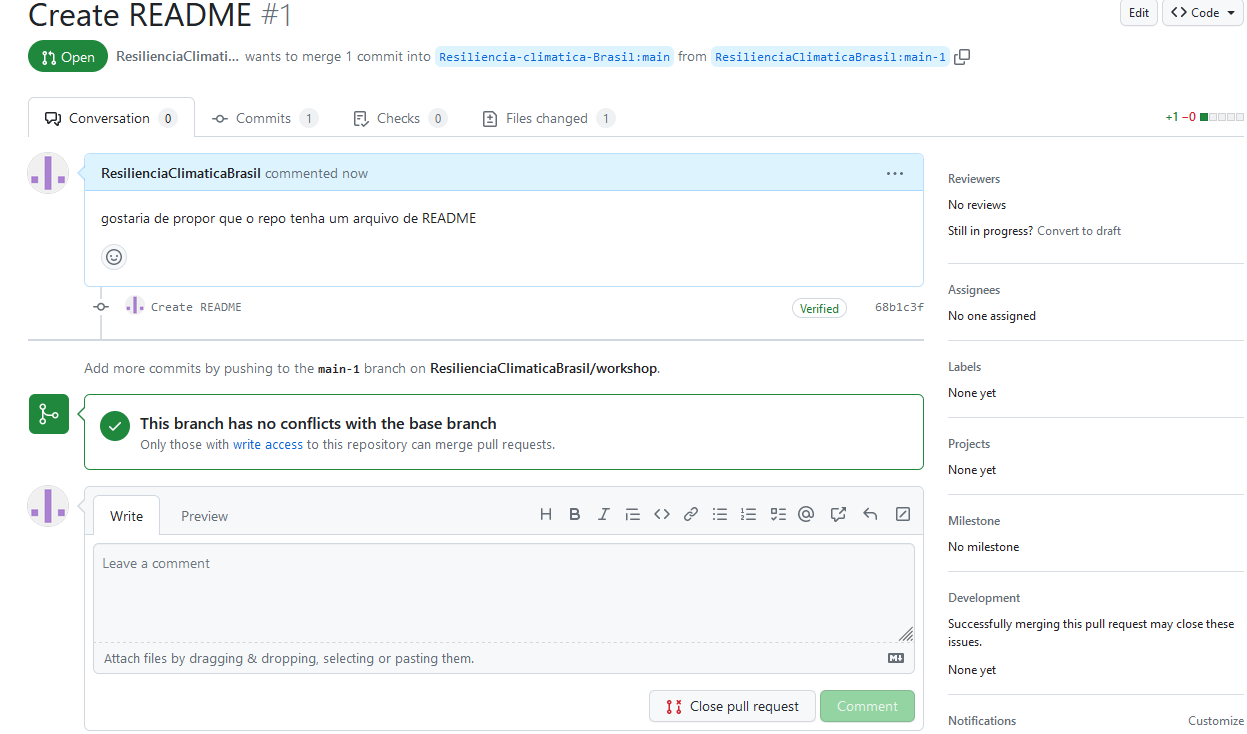 Create README #1
Edit
Code
Open
ResilienciaClimati... wants to merge 1 commit into Resiliencia-climatica-Brasil:main from ResilienciaClimaticaBrasil:main-1
Conversation 0
Commits 1
Checks 0
Files changed 1
+1 −0
ResilienciaClimaticaBrasil commented now
gostaria de propor que o repo tenha um arquivo de README
Create README
Verified
68b1c3f
Add more commits by pushing to the main-1 branch on ResilienciaClimaticaBrasil/workshop.
This branch has no conflicts with the base branch
Only those with write access to this repository can merge pull requests.
Write
Preview
Leave a comment
Attach files by dragging & dropping, selecting or pasting them.
Close pull request
Comment
Reviewers
No reviews
Still in progress? Convert to draft
Assignees
No one assigned
Labels
None yet
Projects
None yet
Milestone
No milestone
Development
Successfully merging this pull request may close these
issues.
None yet
Notifications
Customize